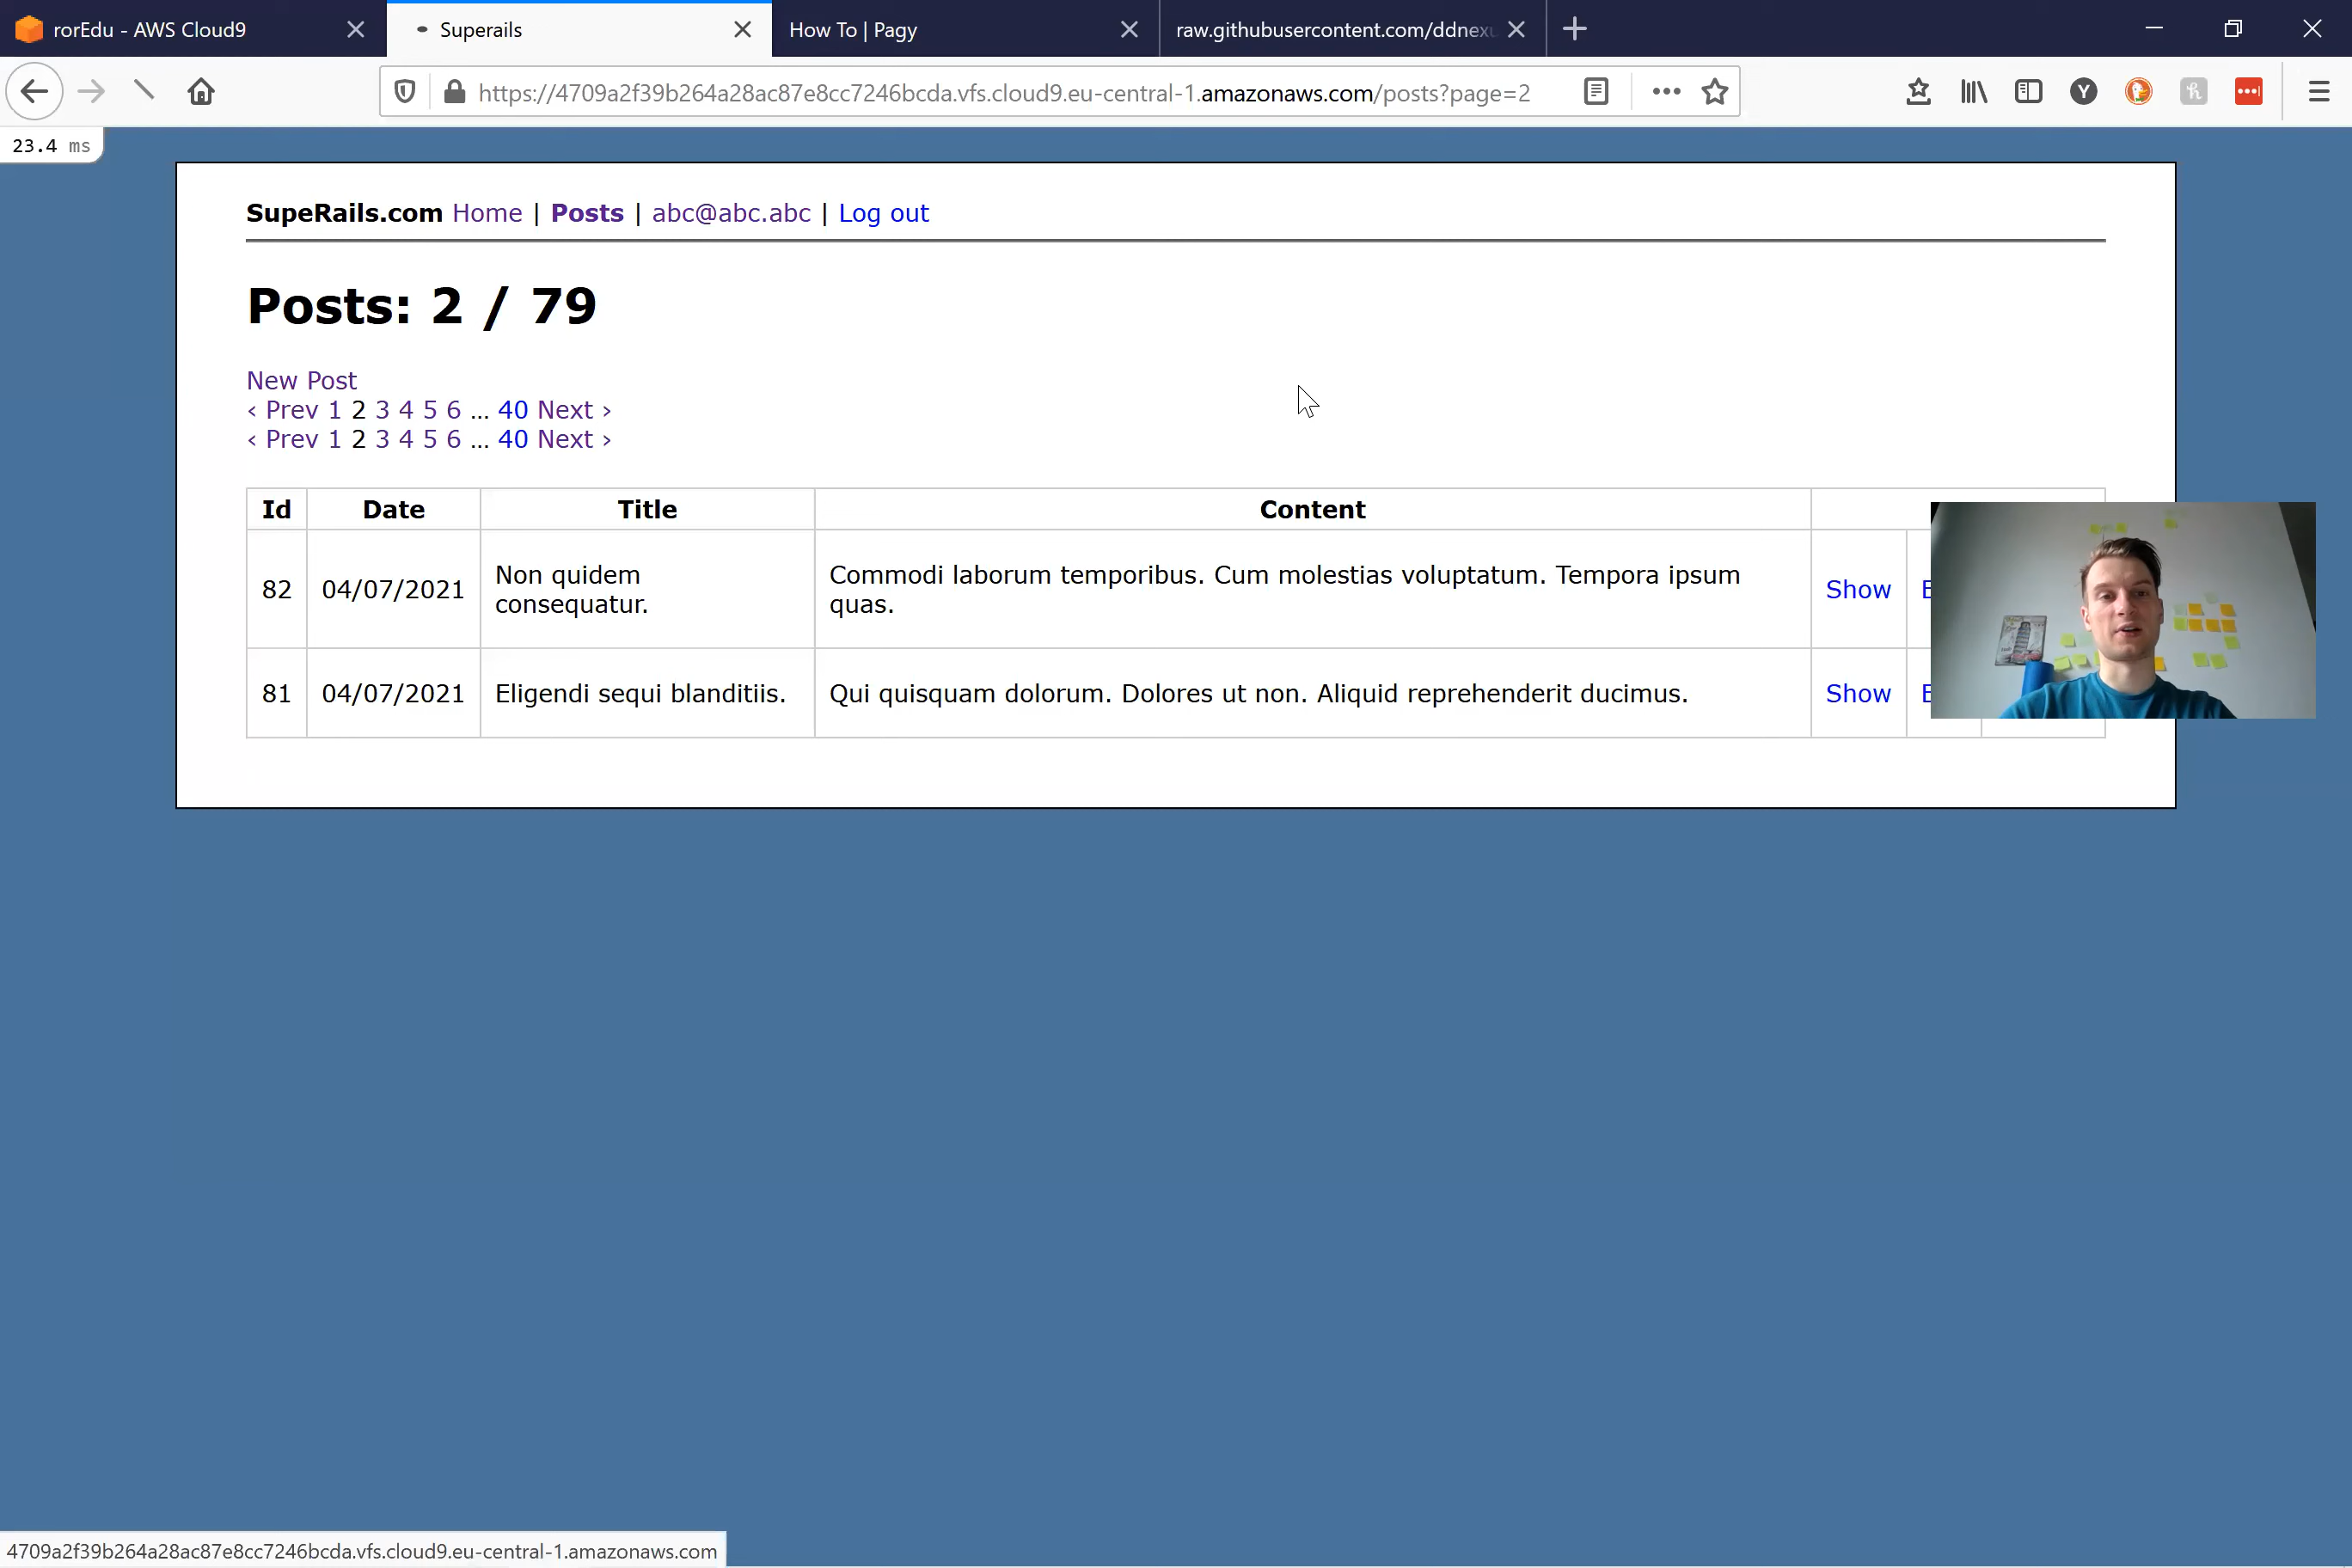 rorEdu - AWS Cloud9
Superails
How To | Pagy
raw.githubusercontent.com/ddnexu
https://4709a2f39b264a28ac87e8cc7246bcda.vfs.cloud9.eu-central-1.amazonaws.com/posts?page=2
23.4 ms
SupeRails.com Home | Posts | abc@abc.abc | Log out
Posts: 2 / 79
New Post
‹ Prev 1 2 3 4 5 6 … 40 Next ›
‹ Prev 1 2 3 4 5 6 … 40 Next ›
Id Date Title Content
82 04/07/2021 Non quidem consequatur. Commodi laborum temporibus. Cum molestias voluptatum. Tempora ipsum quas. Show
81 04/07/2021 Eligendi sequi blanditiis. Qui quisquam dolorum. Dolores ut non. Aliquid reprehenderit ducimus. Show
4709a2f39b264a28ac87e8cc7246bcda.vfs.cloud9.eu-central-1.amazonaws.com